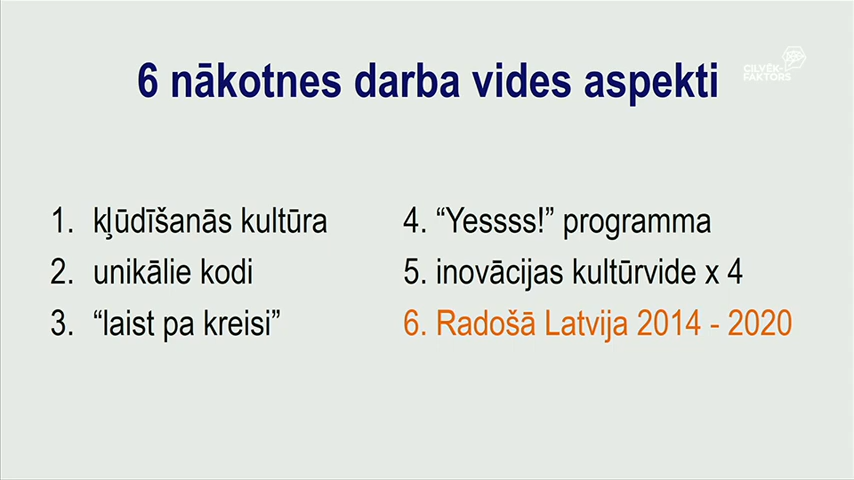 6 nākotnes darba vides aspekti
CILVĒK-
FAKTORS
1. kļūdīšanās kultūra
2. unikālie kodi
3. “laist pa kreisi”
4. “Yessss!” programma
5. inovācijas kultūrvide x 4
6. Radošā Latvija 2014 - 2020